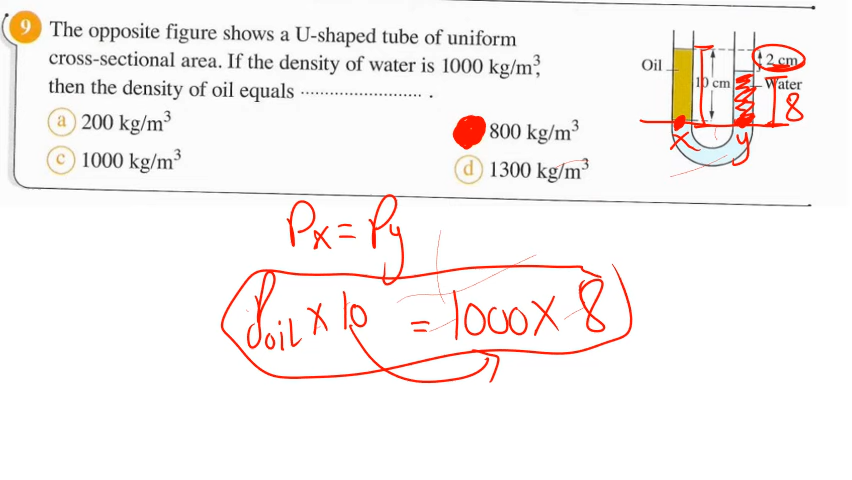 9 The opposite figure shows a U-shaped tube of uniform
cross-sectional area. If the density of water is 1000 kg/m³,
then the density of oil equals ........................ .
a 200 kg/m³
800 kg/m³
c 1000 kg/m³
d 1300 kg/m³
Oil
10 cm
2 cm
Water
8
x
y
Px = Py
ρoil × 10 = 1000 × 8